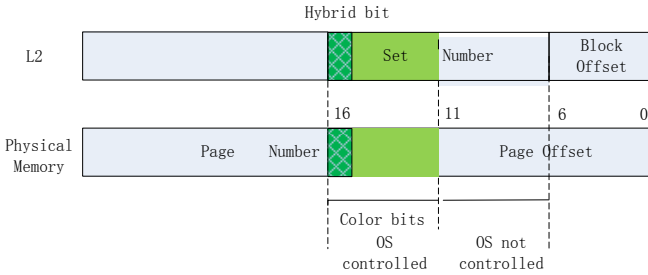 Hybrid bit
L2
Set Number
Block
Offset
16 11 6 0
Physical
Memory
Page Number
Page Offset
Color bits
OS
controlled
OS not
controlled